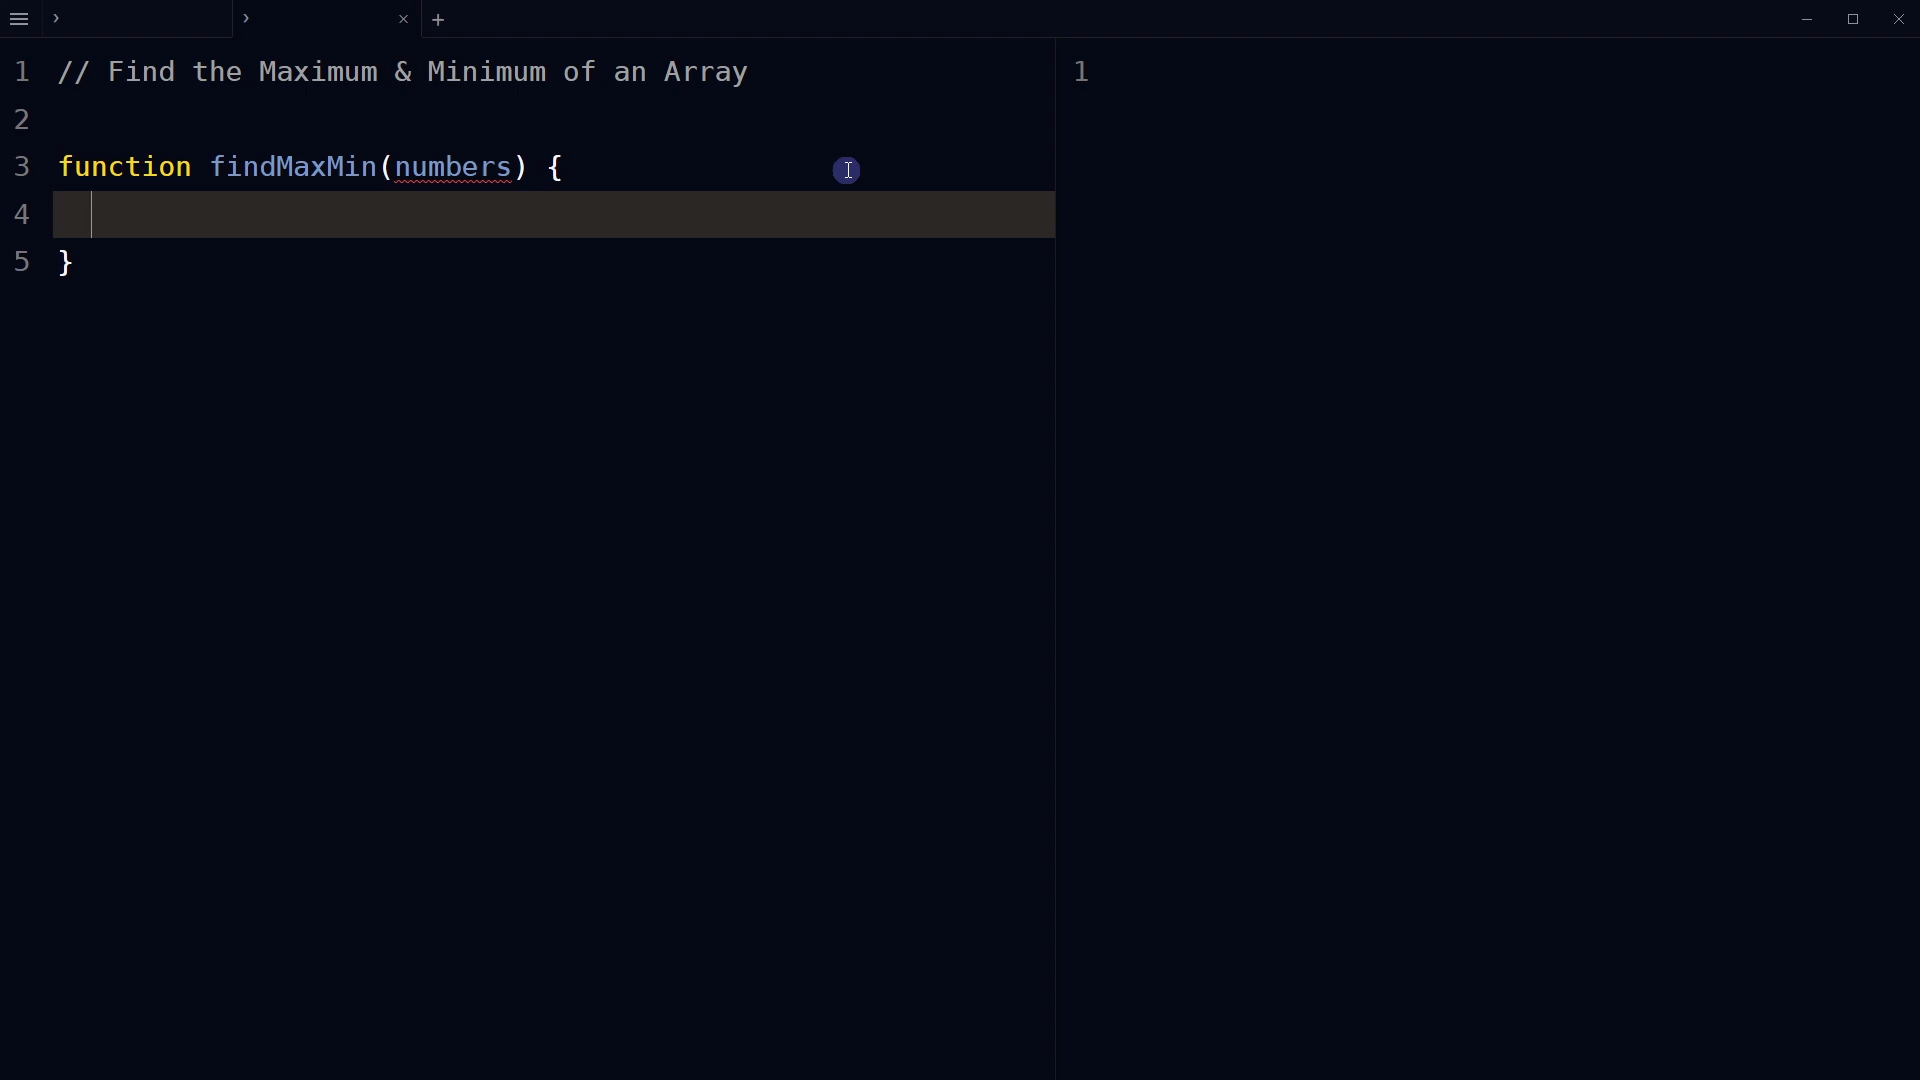 1 // Find the Maximum & Minimum of an Array
2
3 function findMaxMin(numbers) {
4
5 }
1